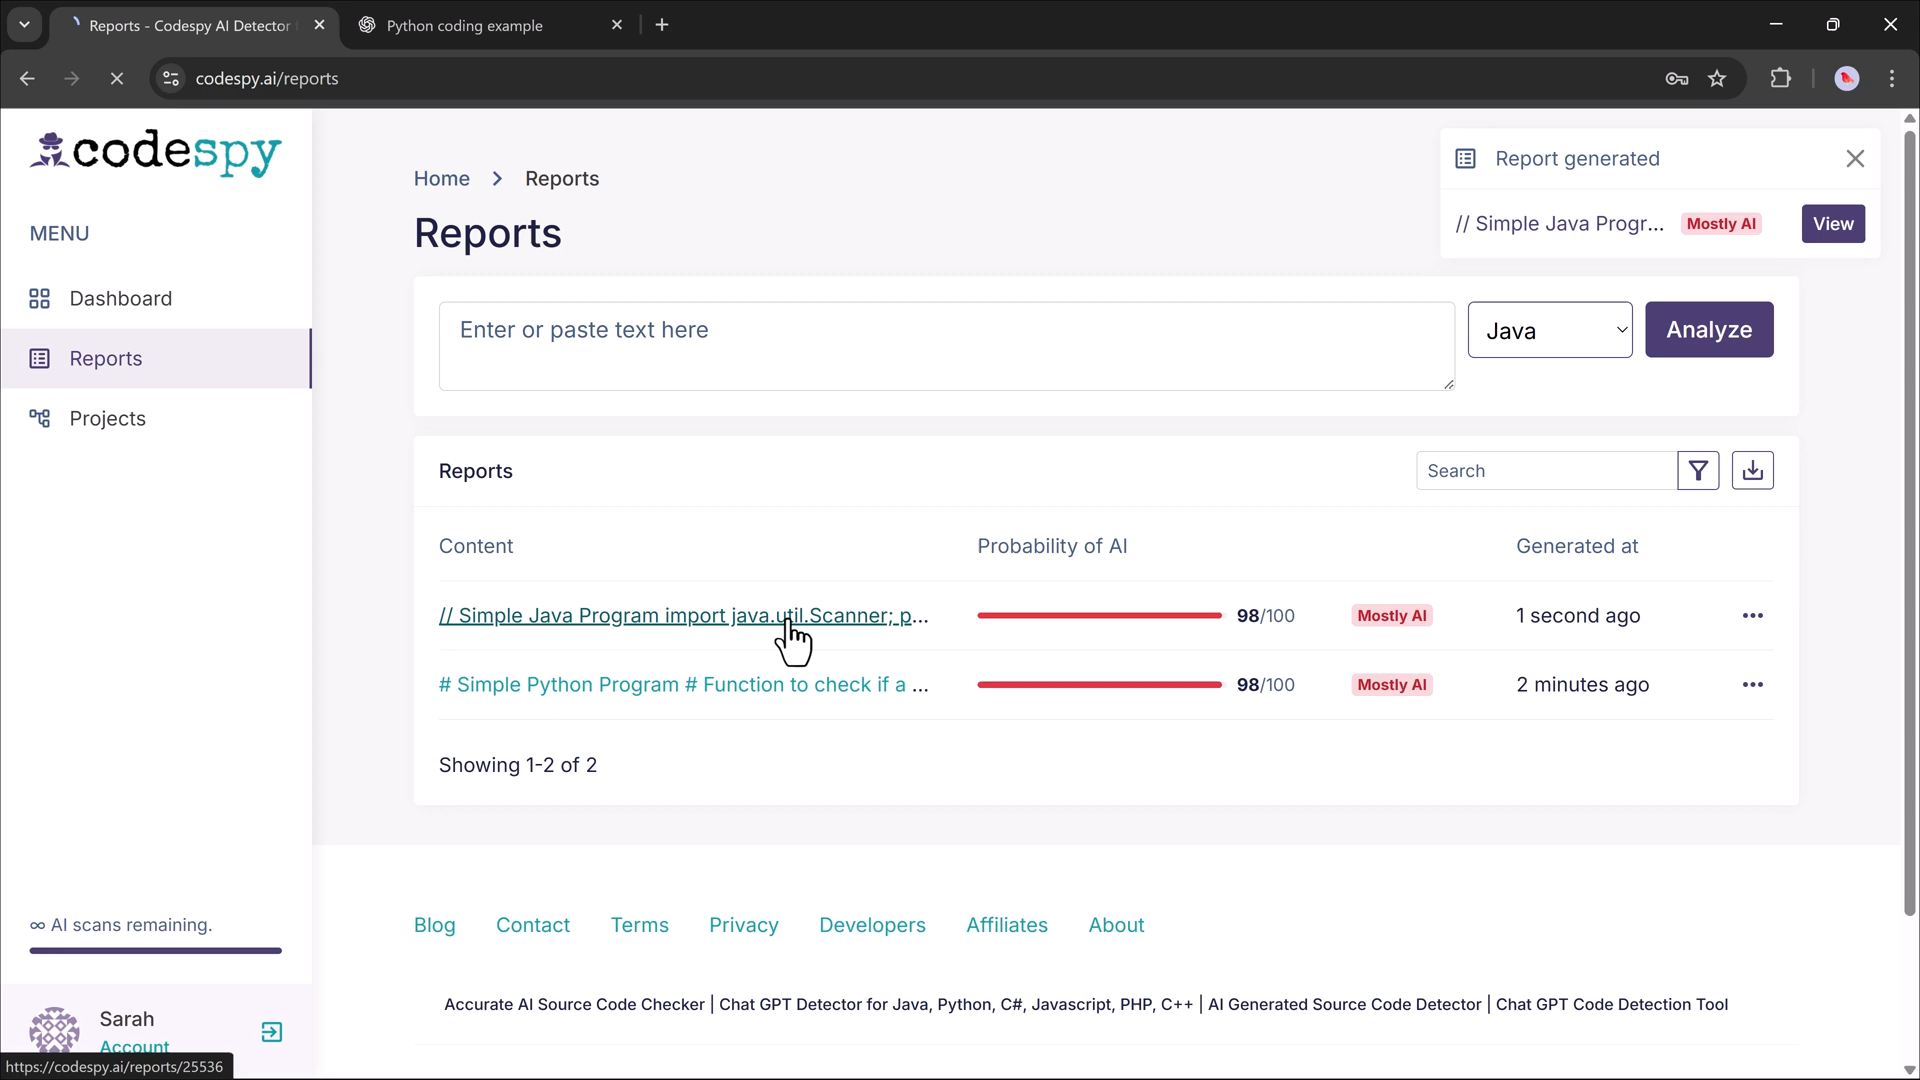 Reports - Codespy AI Detector
Python coding example
codespy.ai/reports
codespy
MENU
Dashboard
Reports
Projects
Home > Reports
Reports
Report generated
// Simple Java Progr... Mostly AI View
Enter or paste text here
Java
Analyze
Reports
Search
Content Probability of AI Generated at
// Simple Java Program import java.util.Scanner; p... 98/100 Mostly AI 1 second ago
# Simple Python Program # Function to check if a ... 98/100 Mostly AI 2 minutes ago
Showing 1-2 of 2
∞ AI scans remaining.
Blog Contact Terms Privacy Developers Affiliates About
Accurate AI Source Code Checker | Chat GPT Detector for Java, Python, C#, Javascript, PHP, C++ | AI Generated Source Code Detector | Chat GPT Code Detection Tool
Sarah
Account
https://codespy.ai/reports/25536